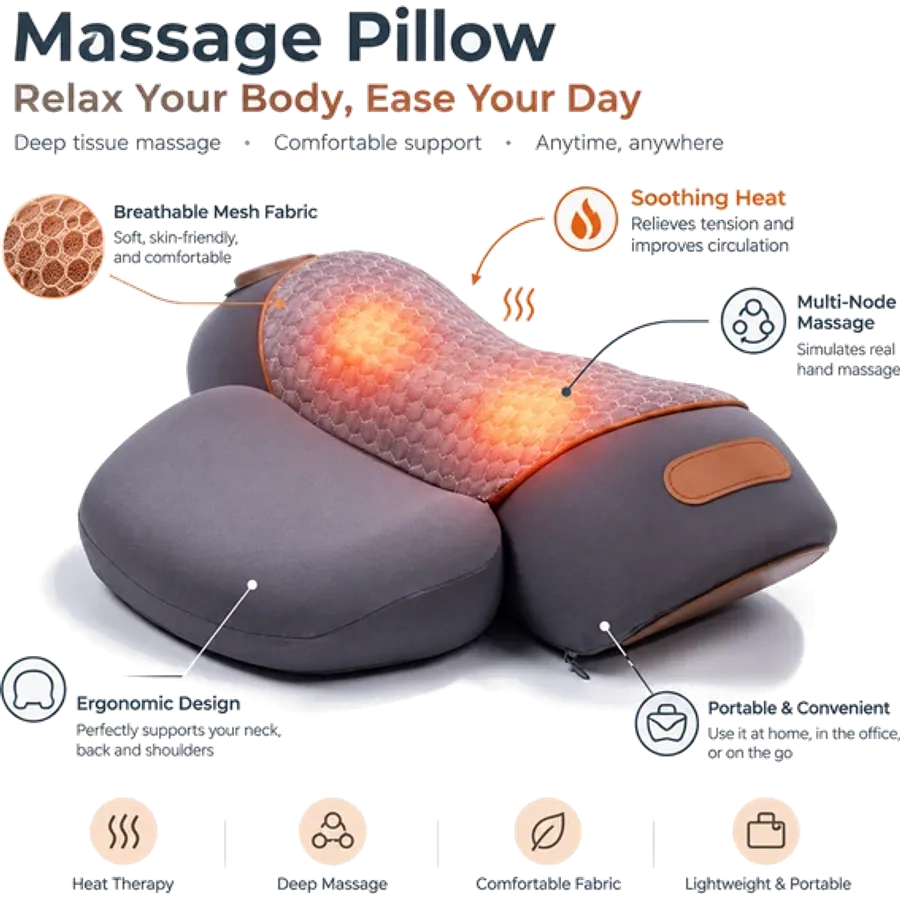 Massage Pillow
Relax Your Body, Ease Your Day
Deep tissue massage • Comfortable support • Anytime, anywhere
Breathable Mesh Fabric
Soft, skin-friendly,
and comfortable
Soothing Heat
Relieves tension and
improves circulation
Multi-Node
Massage
Simulates real
hand massage
Ergonomic Design
Perfectly supports your neck,
back and shoulders
Portable & Convenient
Use it at home, in the office,
or on the go
Heat Therapy
Deep Massage
Comfortable Fabric
Lightweight & Portable